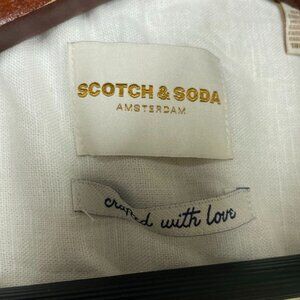 SCOTCH & SODA
AMSTERDAM
crafted with love